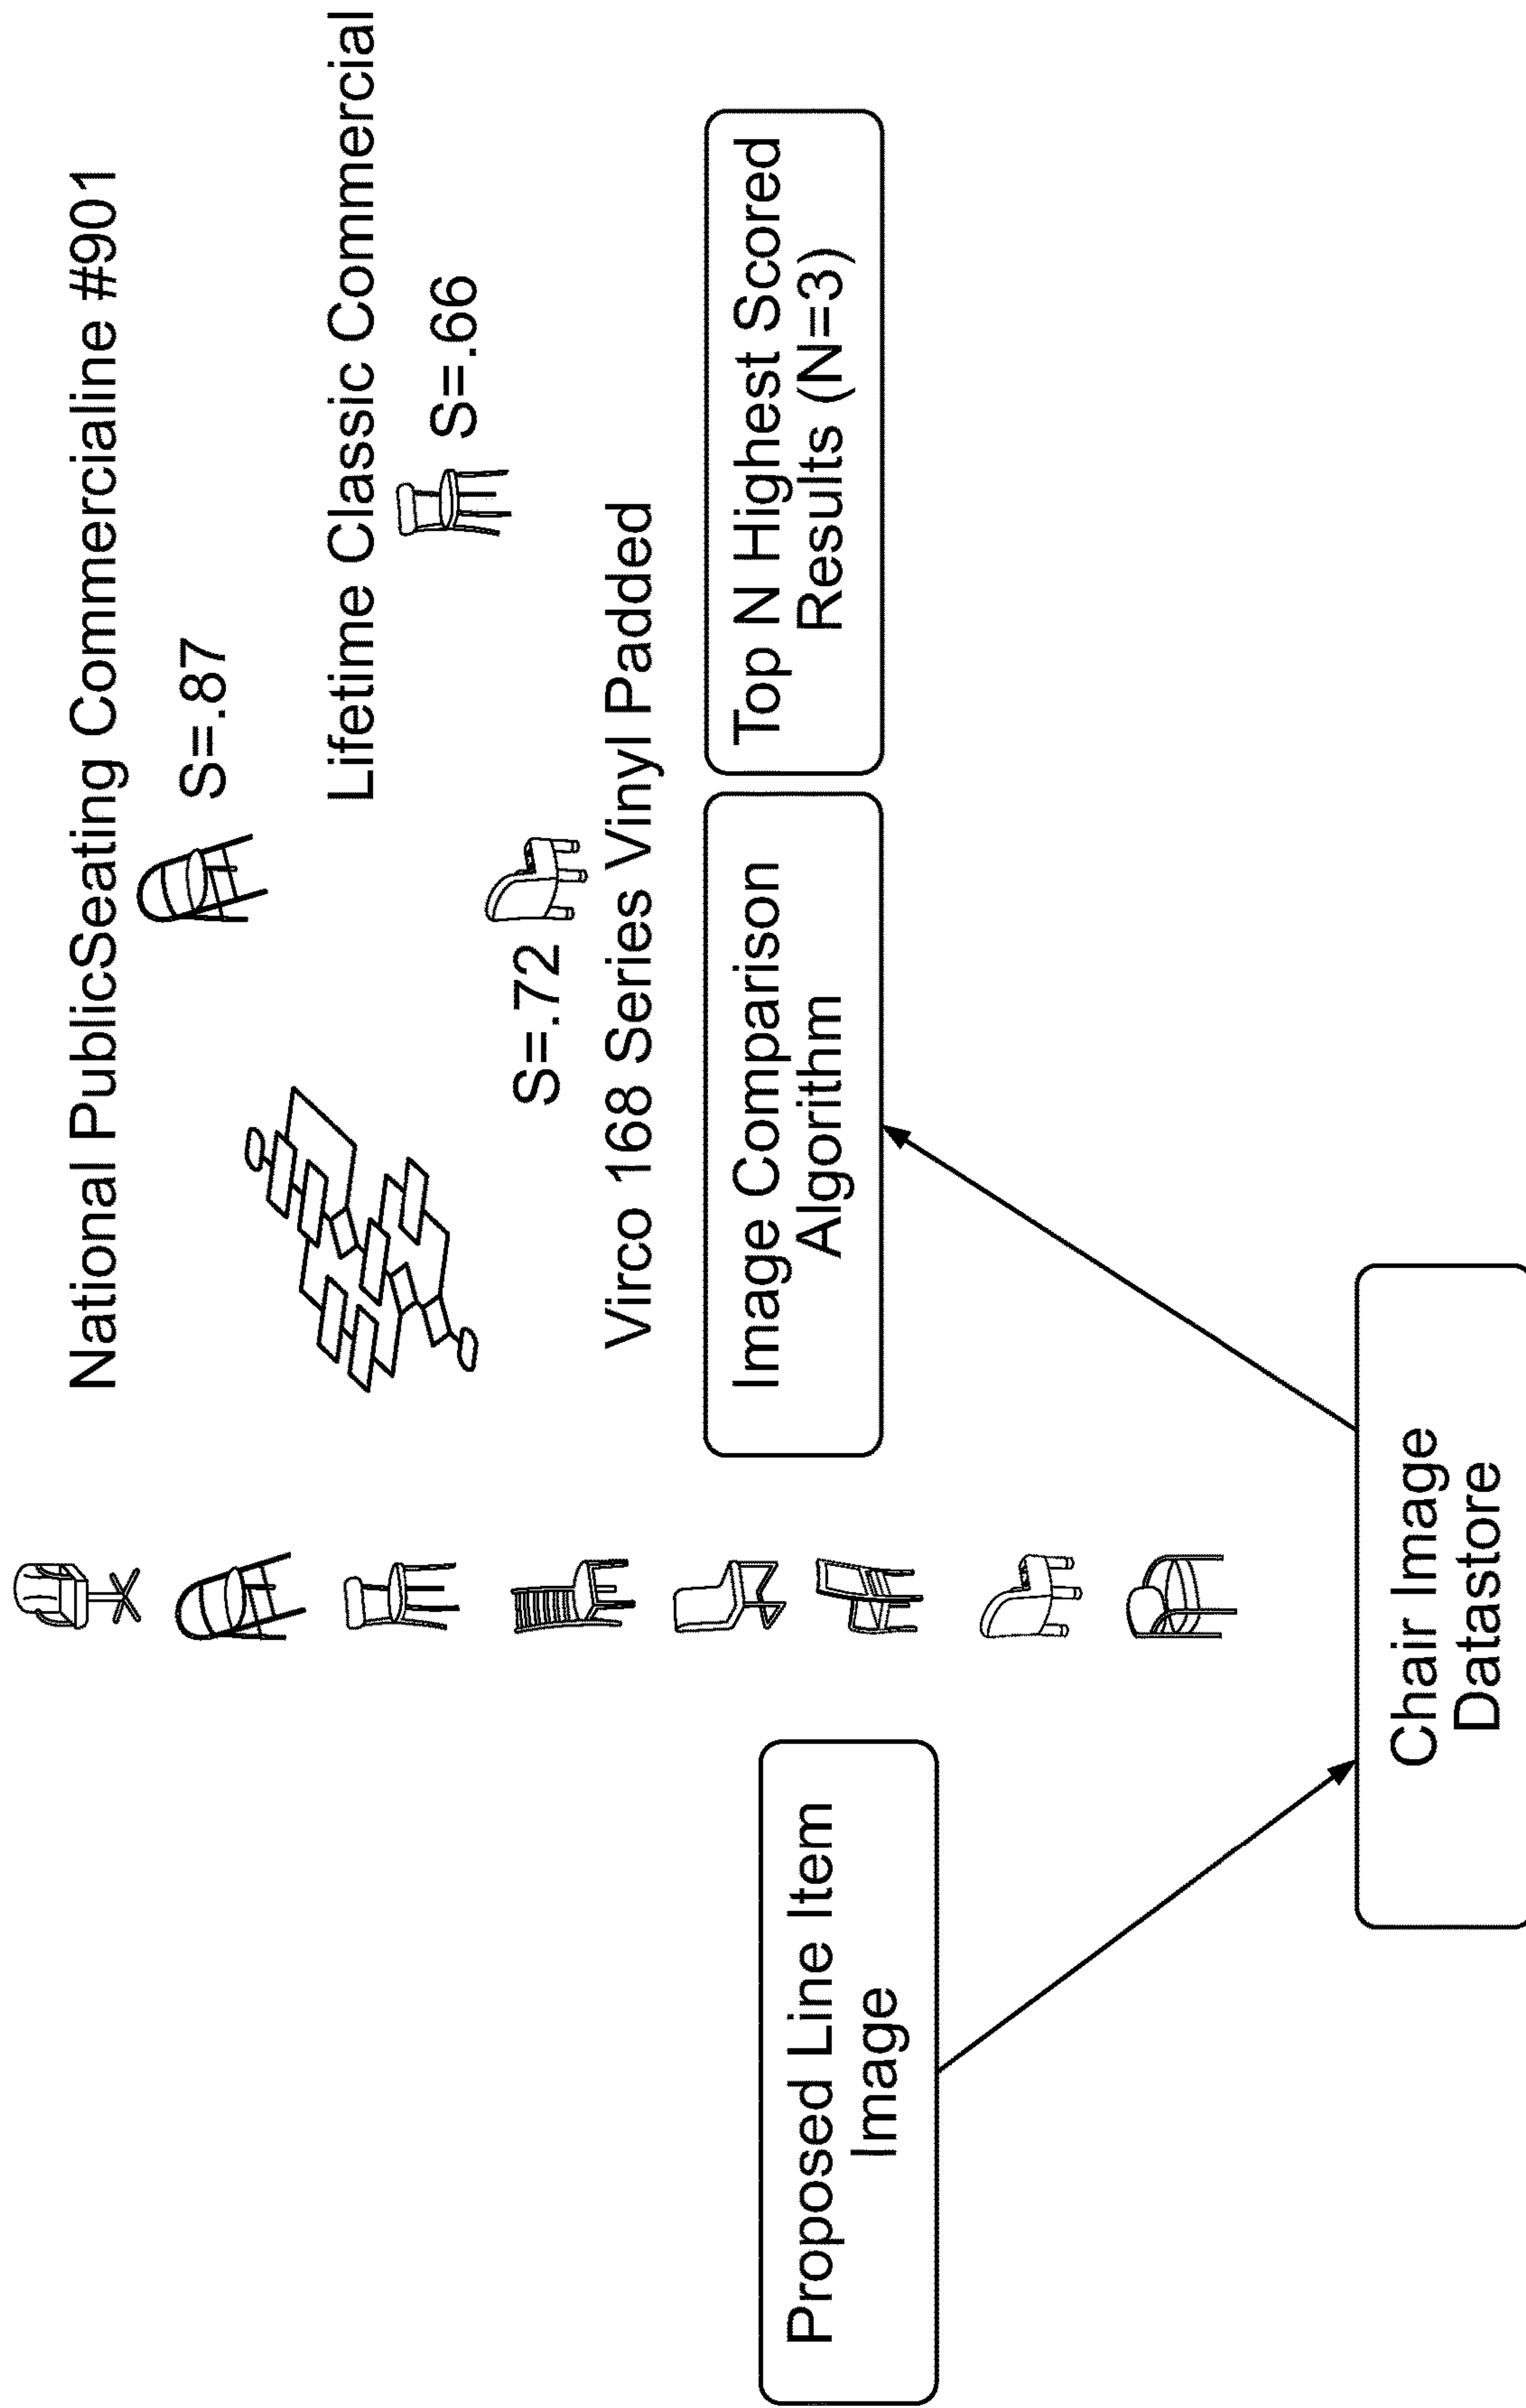 National PublicSeating Commercialine #901
S=.87
Lifetime Classic Commercial
S=.66
S=.72
Virco 168 Series Vinyl Padded
Proposed Line Item
Image
Image Comparison
Algorithm
Top N Highest Scored
Results (N=3)
Chair Image
Datastore